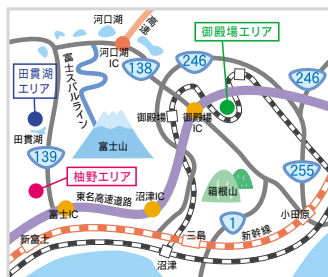 河口湖
高速
御殿場エリア
河口湖
IC
138
246
246
田貫湖
エリア
富士スバルライン
御殿場
御殿場
IC
田貫湖
富士山
139
柚野エリア
箱根山
255
東名高速道路
沼津IC
富士IC
1
小田原
新幹線
新富士
三島
沼津